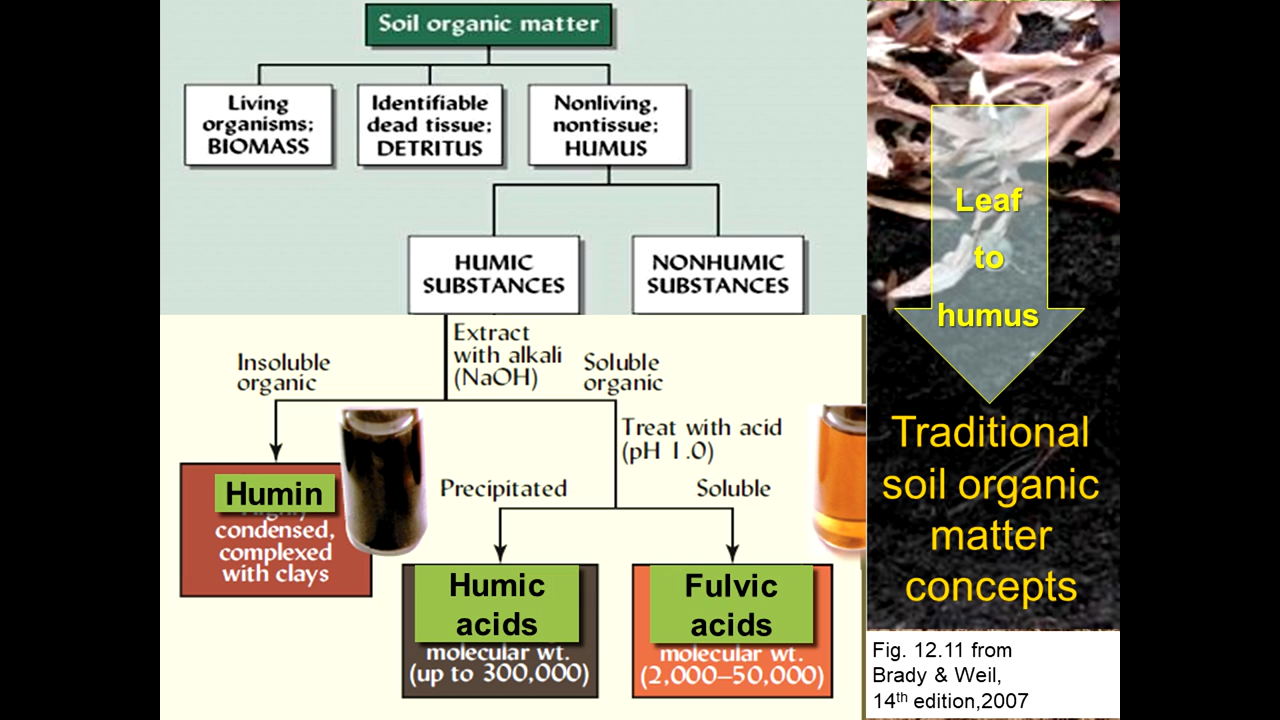 Soil organic matter
Living
organisms:
BIOMASS
Identifiable
dead tissue:
DETRITUS
Nonliving,
nontissue:
HUMUS
HUMIC
SUBSTANCES
NONHUMIC
SUBSTANCES
Extract
with alkali
(NaOH)
Insoluble
organic
Soluble
organic
Treat with acid
(pH 1.0)
Precipitated
Soluble
Humin
condensed,
complexed
with clays
Humic
acids
molecular wt.
(up to 300,000)
Fulvic
acids
molecular wt.
(2,000–50,000)
Leaf
to
humus
Traditional
soil organic
matter
concepts
Fig. 12.11 from
Brady & Weil,
14th edition,2007